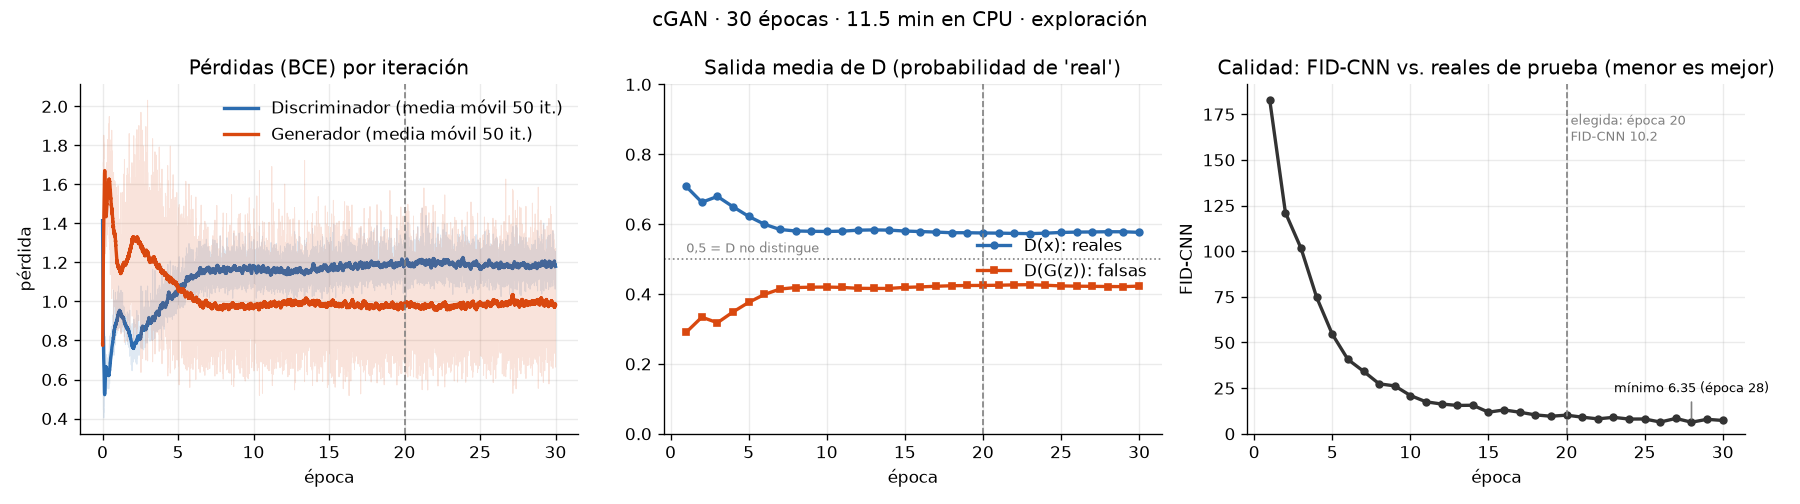 cGAN · 30 épocas · 11.5 min en CPU · exploración
Pérdidas (BCE) por iteración
2.0
1.8
1.6
1.4
1.2
1.0
0.8
0.6
0.4
pérdida
Discriminador (media móvil 50 it.)
Generador (media móvil 50 it.)
0 5 10 15 20 25 30
época
Salida media de D (probabilidad de 'real')
1.0
0.8
0.6
0.4
0.2
0.0
0,5 = D no distingue
D(x): reales
D(G(z)): falsas
0 5 10 15 20 25 30
época
Calidad: FID-CNN vs. reales de prueba (menor es mejor)
175
150
125
100
75
50
25
0
FID-CNN
elegida: época 20
FID-CNN 10.2
mínimo 6.35 (época 28)
0 5 10 15 20 25 30
época